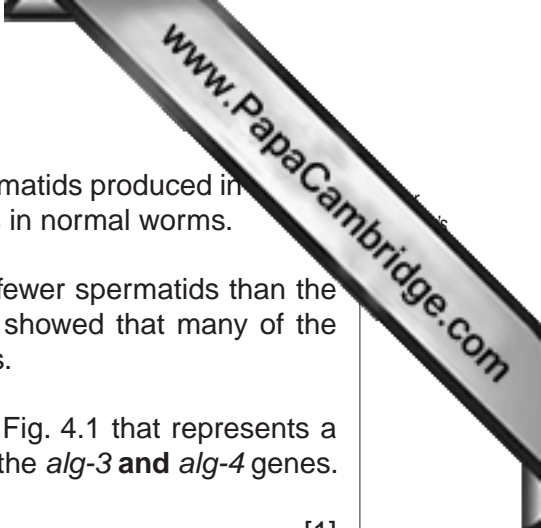 www.PapaCambridge.com
matids produced in
in normal worms.
fewer spermatids than the
showed that many of the
s.
Fig. 4.1 that represents a
the alg-3 and alg-4 genes.
[1]